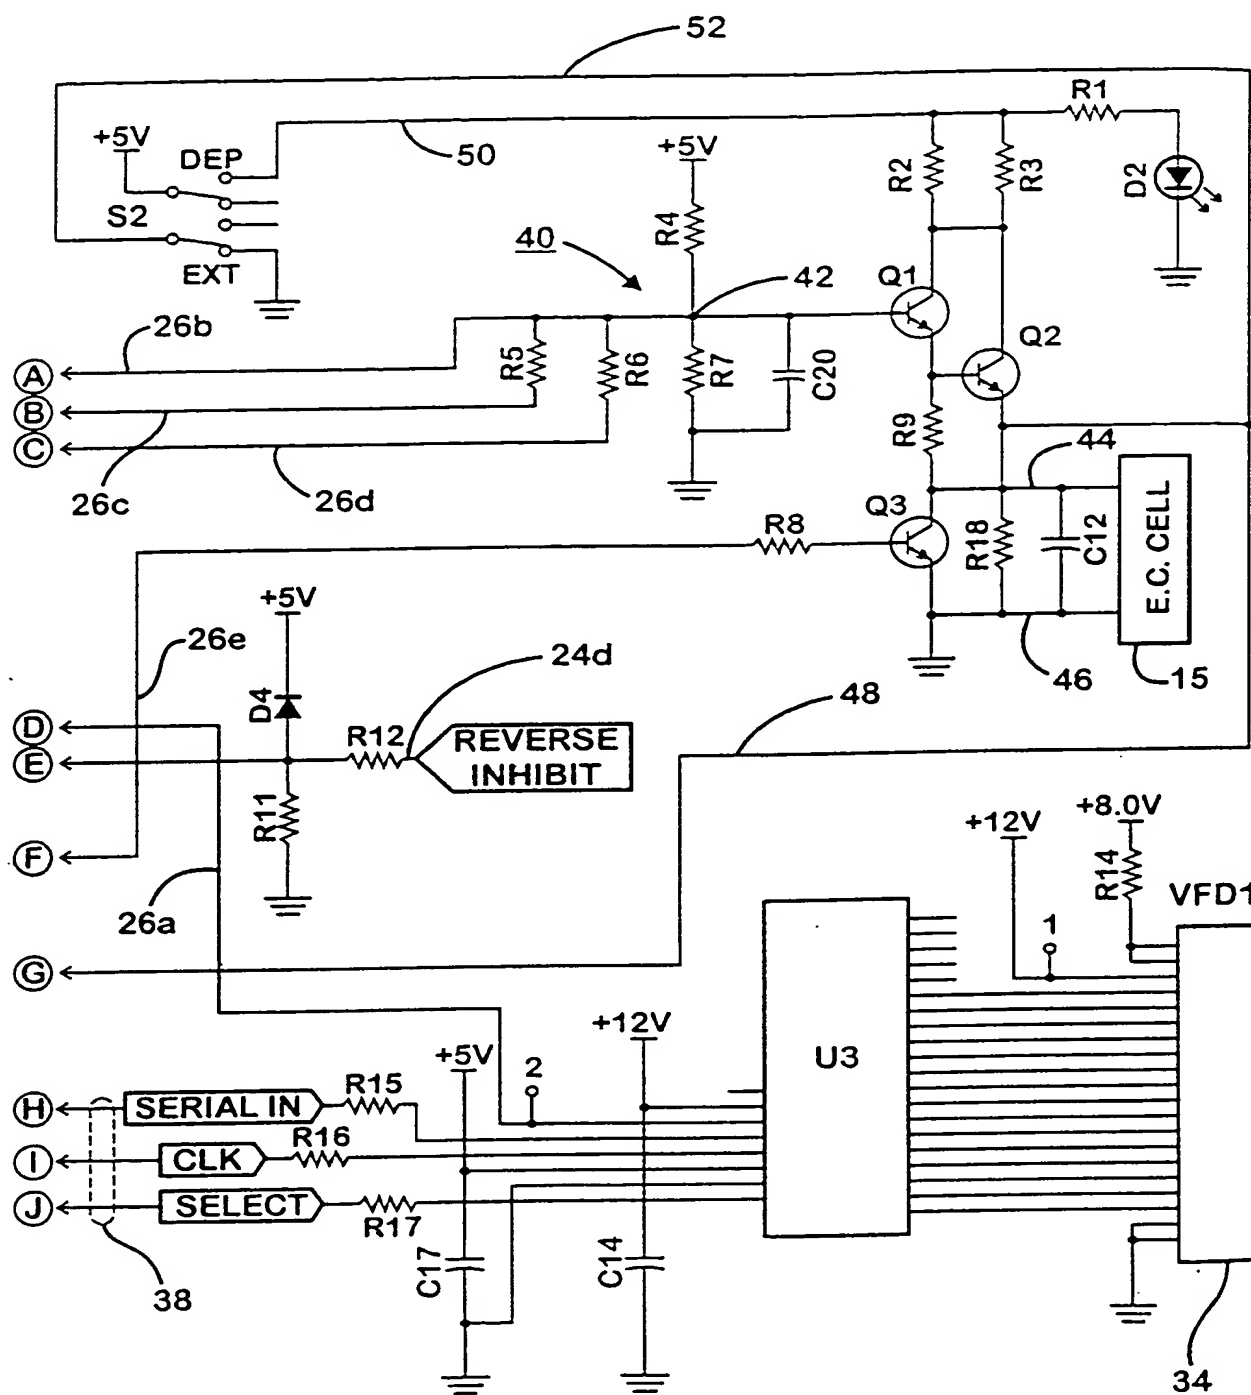 52
R1
+5V
DEP
50
+5V
R2
R3
D2
S2
R4
40
EXT
42
Q1
26b
Q2
A
R5
R6
R7
C20
B
R9
C
44
26c
26d
Q3
R8
R18
C12
E.C. CELL
+5V
26e
24d
46
15
D4
48
D
R12
REVERSE
INHIBIT
E
R11
+8.0V
+12V
F
R14
VFD1
26a
1
G
+12V
+5V
2
U3
R15
H
SERIAL IN
R16
I
CLK
J
SELECT
R17
C17
C14
38
34